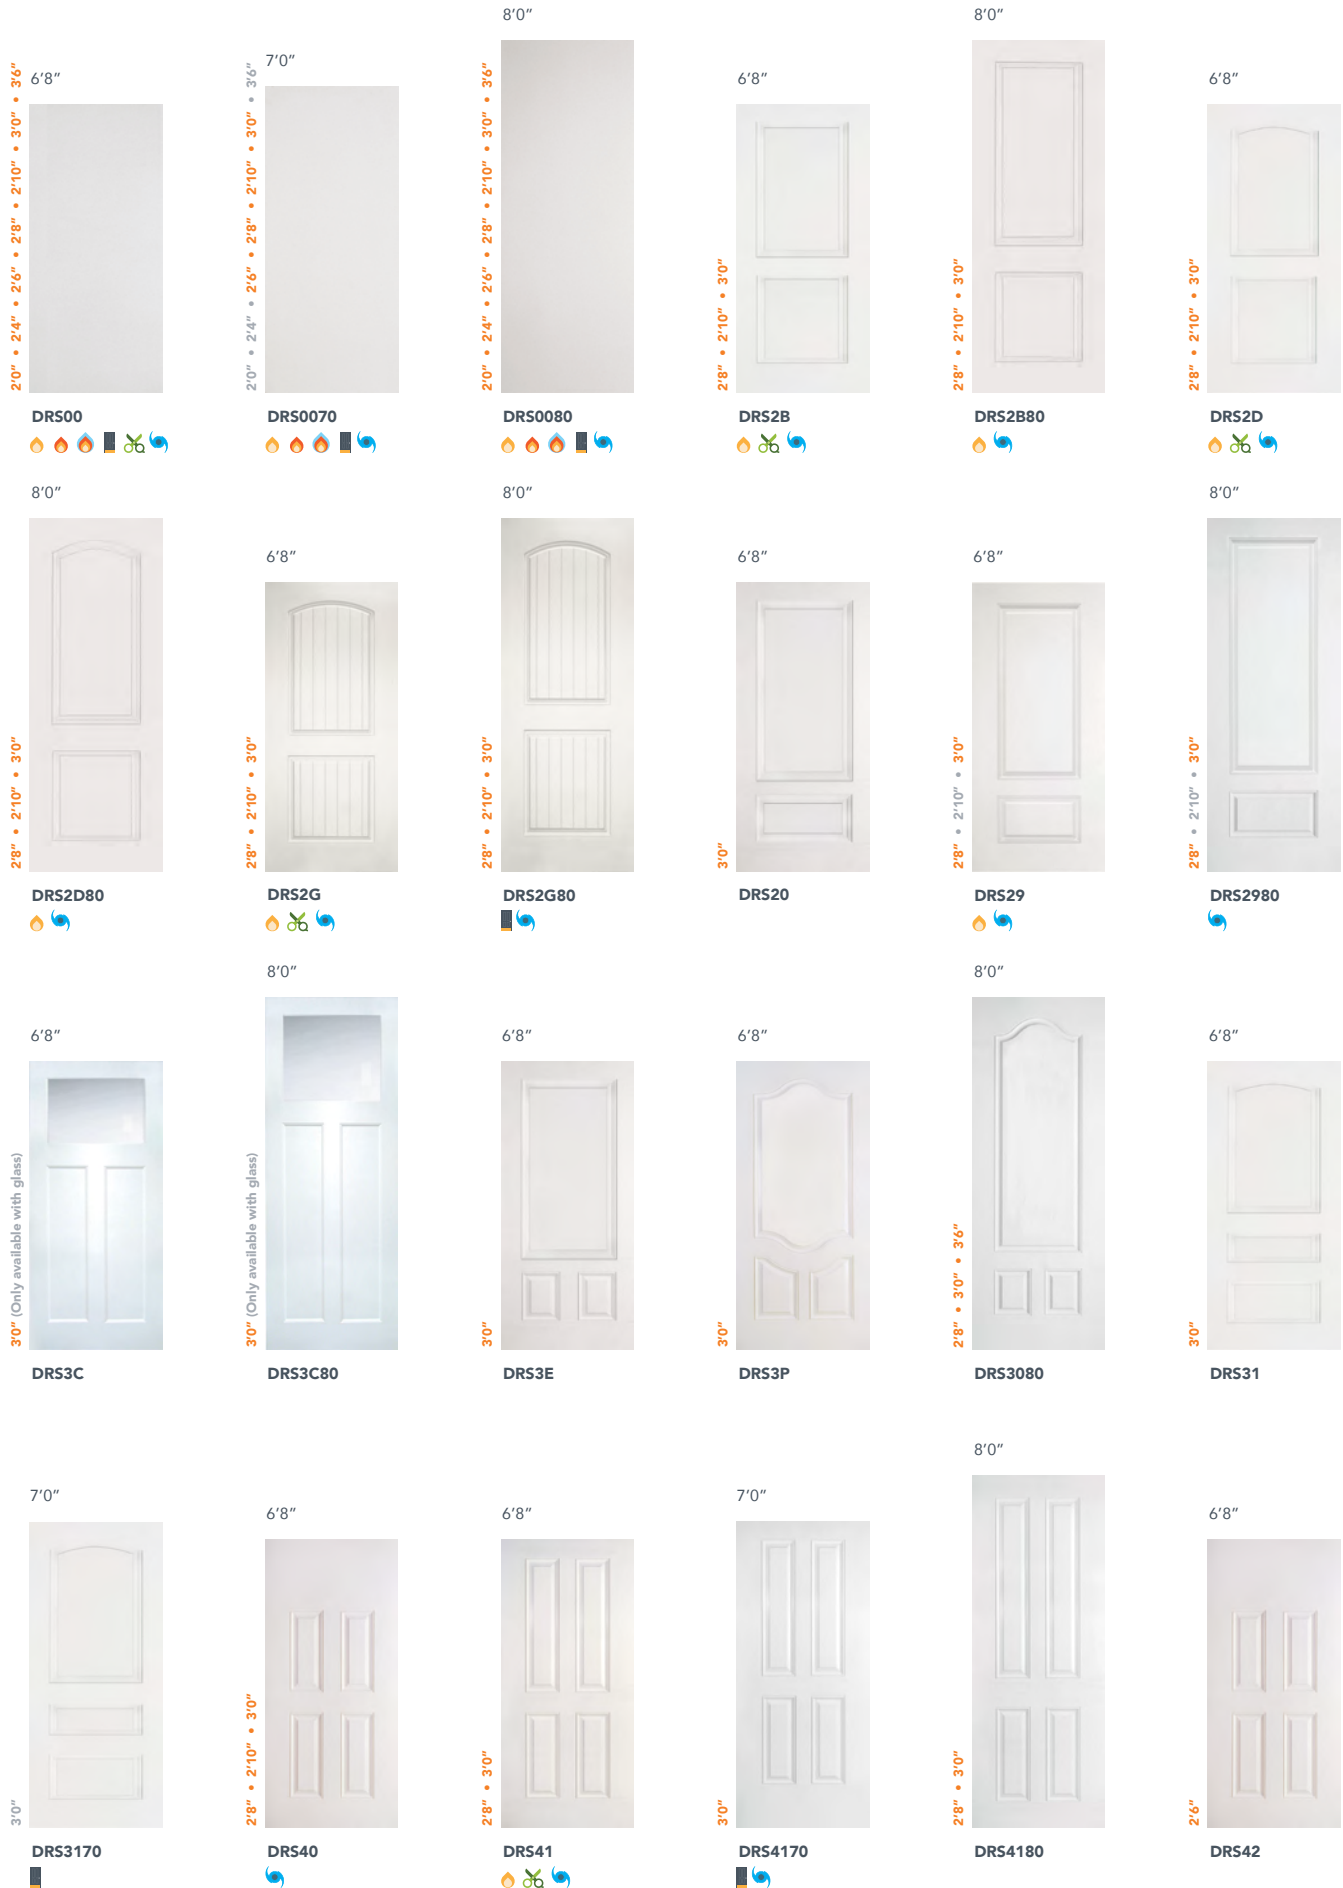 8’0”
8’0”
7’0”
6’8”
6’8”
6’8”
2’0” • 2’4” • 2’6” • 2’8” • 2’10” • 3’0” • 3’6”
2’0” • 2’4” • 2’6” • 2’8” • 2’10” • 3’0” • 3’6”
2’0” • 2’4” • 2’6” • 2’8” • 2’10” • 3’0” • 3’6”
2’8” • 2’10” • 3’0”
2’8” • 2’10” • 3’0”
2’8” • 2’10” • 3’0”
DRS00
DRS0070
DRS0080
DRS2B
DRS2B80
DRS2D
8’0”
8’0”
8’0”
6’8”
6’8”
6’8”
2’8” • 2’10” • 3’0”
2’8” • 2’10” • 3’0”
2’8” • 2’10” • 3’0”
3’0”
2’8” • 2’10” • 3’0”
2’8” • 2’10” • 3’0”
DRS2D80
DRS2G
DRS2G80
DRS20
DRS29
DRS2980
8’0”
8’0”
6’8”
6’8”
6’8”
6’8”
3’0” (Only available with glass)
3’0” (Only available with glass)
3’0”
3’0”
2’8” • 3’0” • 3’6”
3’0”
DRS3C
DRS3C80
DRS3E
DRS3P
DRS3080
DRS31
8’0”
7’0”
7’0”
6’8”
6’8”
6’8”
3’0”
2’8” • 2’10” • 3’0”
2’8” • 3’0”
3’0”
2’8” • 3’0”
2’6”
DRS3170
DRS40
DRS41
DRS4170
DRS4180
DRS42